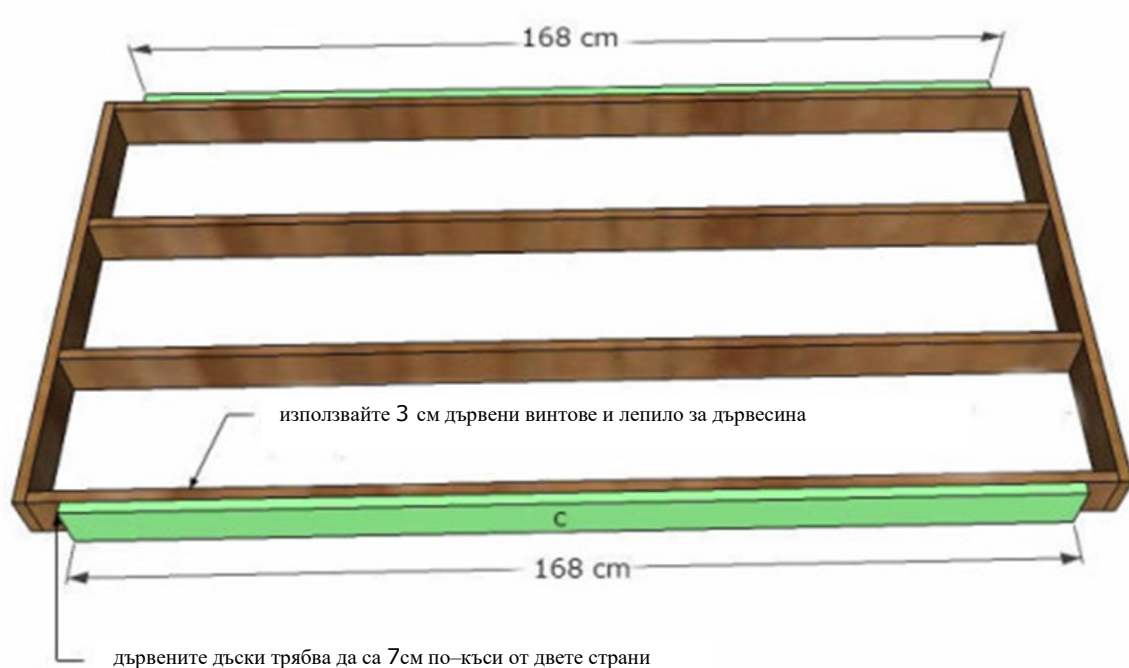 168 cm
използвайте 3 см дървени винтове и лепило за дървесина
C
168 cm
дървените дъски трябва да са 7см по–къси от двете страни